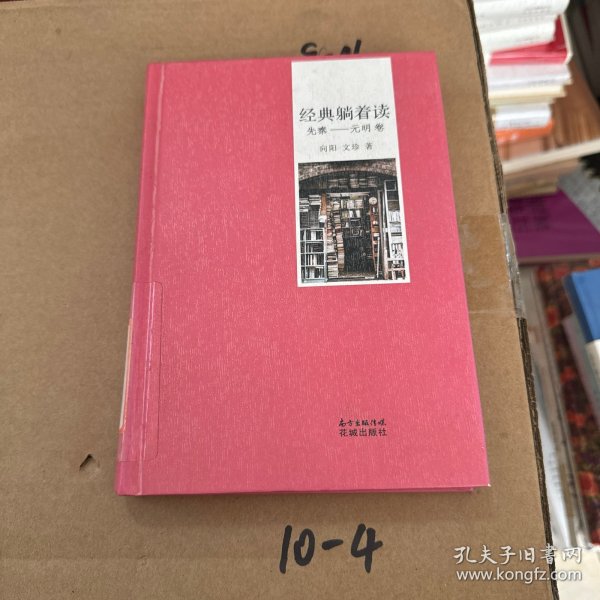 经典躺着读
先秦——元明卷
向阳 文珍 著
南方出版传媒
花城出版社
10-4
孔夫子旧书网
www.kongfz.com